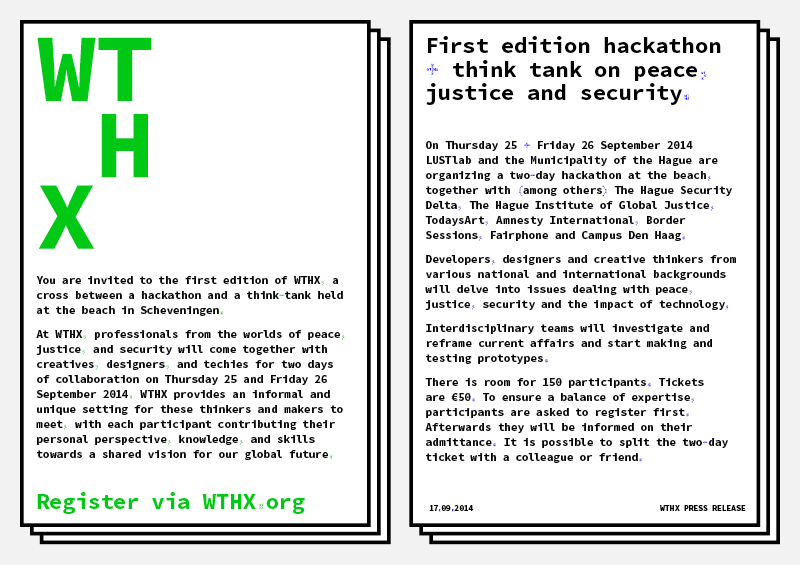 WT
H
X
You are invited to the first edition of WTHX, a
cross between a hackathon and a think-tank held
at the beach in Scheveningen.
At WTHX, professionals from the worlds of peace,
justice, and security will come together with
creatives, designers, and techies for two days
of collaboration on Thursday 25 and Friday 26
September 2014. WTHX provides an informal and
unique setting for these thinkers and makers to
meet, with each participant contributing their
personal perspective, knowledge, and skills
towards a shared vision for our global future.
Register via WTHX.org
First edition hackathon
+ think tank on peace,
justice and security.
On Thursday 25 + Friday 26 September 2014
LUSTlab and the Municipality of the Hague are
organizing a two-day hackathon at the beach,
together with (among others) The Hague Security
Delta, The Hague Institute of Global Justice,
TodaysArt, Amnesty International, Border
Sessions, Fairphone and Campus Den Haag.
Developers, designers and creative thinkers from
various national and international backgrounds
will delve into issues dealing with peace,
justice, security and the impact of technology.
Interdisciplinary teams will investigate and
reframe current affairs and start making and
testing prototypes.
There is room for 150 participants. Tickets
are €50. To ensure a balance of expertise,
participants are asked to register first.
Afterwards they will be informed on their
admittance. It is possible to split the two-day
ticket with a colleague or friend.
17.09.2014
WTHX PRESS RELEASE